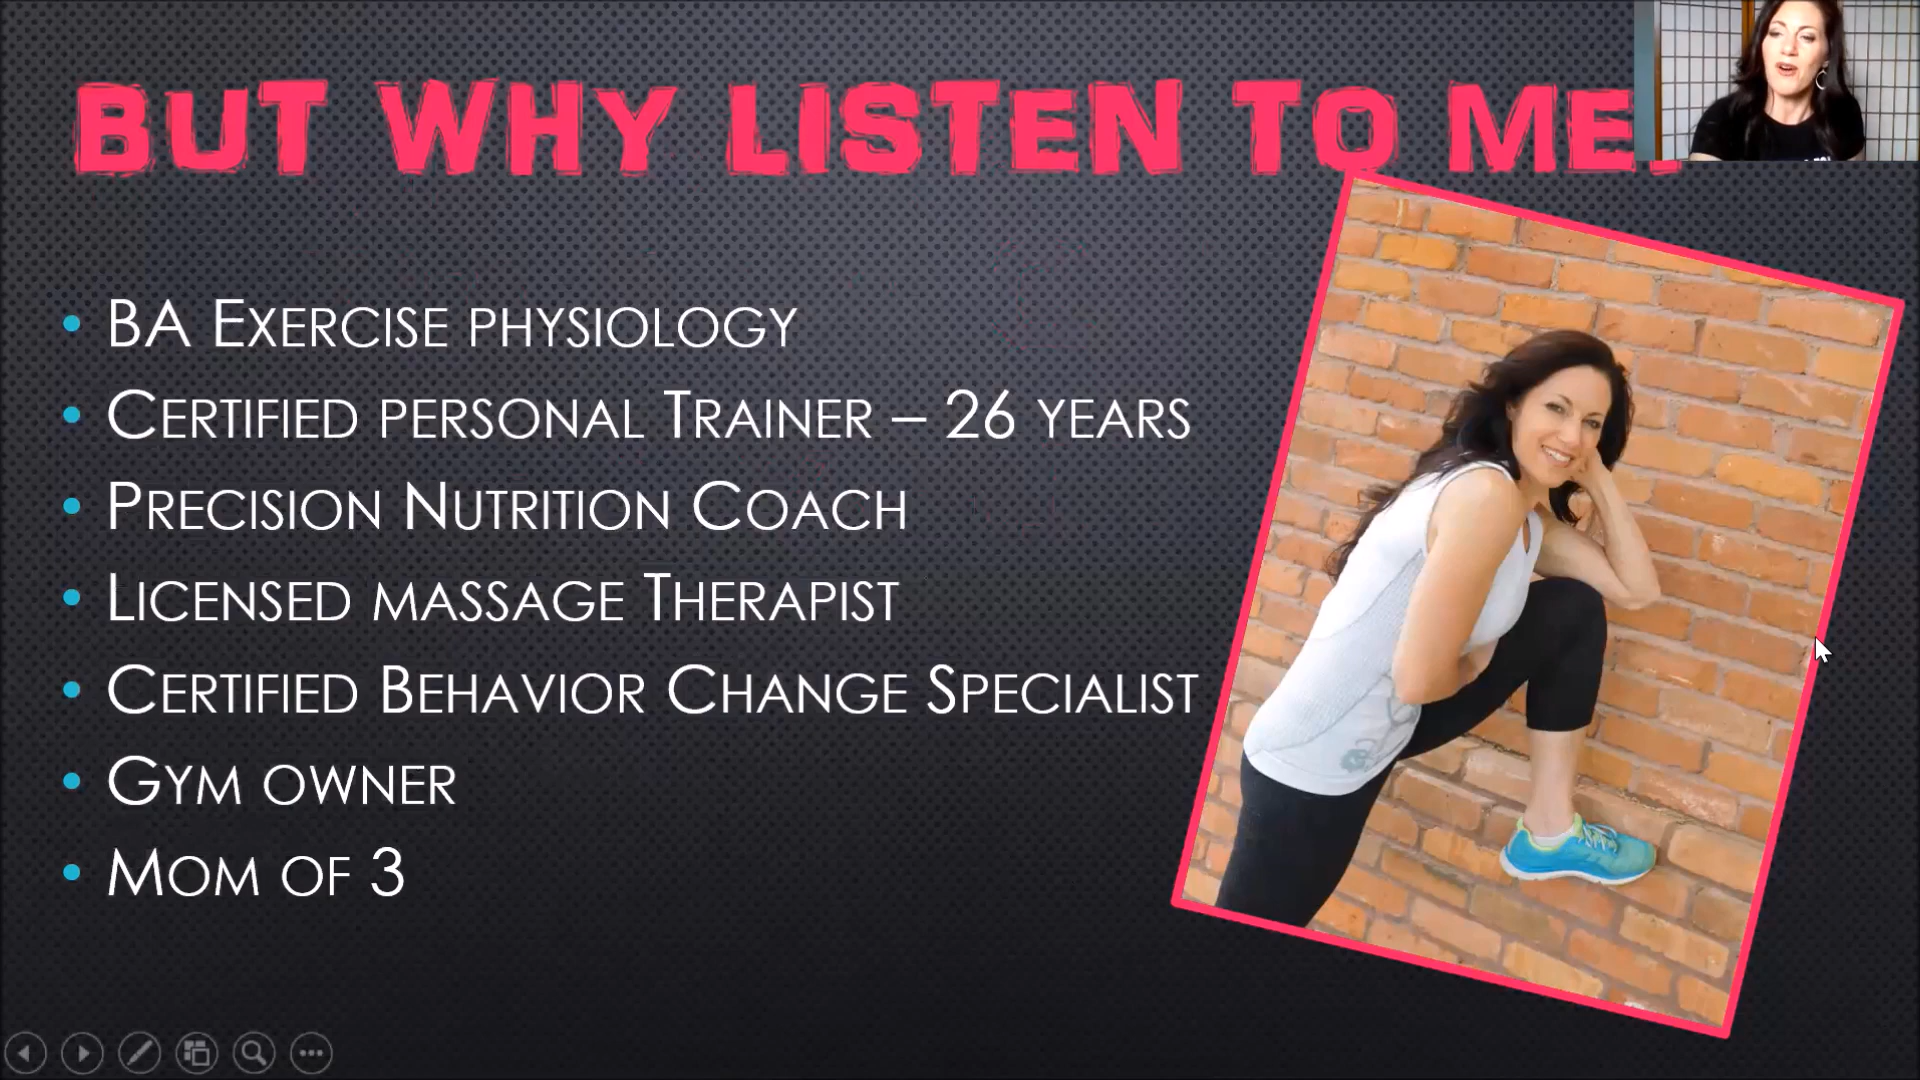 BUT WHY LISTEN TO ME
BA EXERCISE PHYSIOLOGY
CERTIFIED PERSONAL TRAINER – 26 YEARS
PRECISION NUTRITION COACH
LICENSED MASSAGE THERAPIST
CERTIFIED BEHAVIOR CHANGE SPECIALIST
GYM OWNER
MOM OF 3